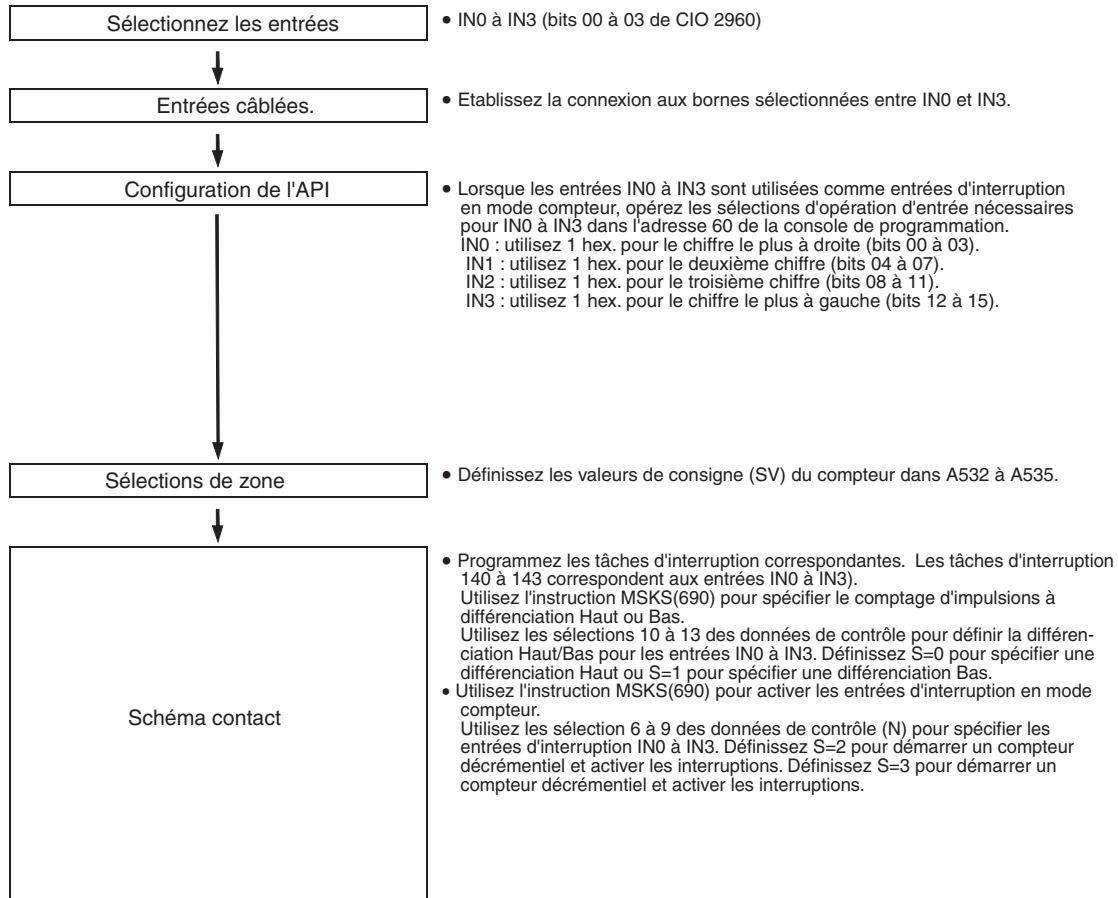 Sélectionnez les entrées
• IN0 à IN3 (bits 00 à 03 de CIO 2960)
Entrées câblées.
• Etablissez la connexion aux bornes sélectionnées entre IN0 et IN3.
Configuration de l'API
• Lorsque les entrées IN0 à IN3 sont utilisées comme entrées d'interruption
en mode compteur, opérez les sélections d'opération d'entrée nécessaires
pour IN0 à IN3 dans l'adresse 60 de la console de programmation.
IN0 : utilisez 1 hex. pour le chiffre le plus à droite (bits 00 à 03).
IN1 : utilisez 1 hex. pour le deuxième chiffre (bits 04 à 07).
IN2 : utilisez 1 hex. pour le troisième chiffre (bits 08 à 11).
IN3 : utilisez 1 hex. pour le chiffre le plus à gauche (bits 12 à 15).
Sélections de zone
• Définissez les valeurs de consigne (SV) du compteur dans A532 à A535.
Schéma contact
• Programmez les tâches d'interruption correspondantes. Les tâches d'interruption
140 à 143 correspondent aux entrées IN0 à IN3).
Utilisez l'instruction MSKS(690) pour spécifier le comptage d'impulsions à
différenciation Haut ou Bas.
Utilisez les sélections 10 à 13 des données de contrôle pour définir la différen-
ciation Haut/Bas pour les entrées IN0 à IN3. Définissez S=0 pour spécifier une
différenciation Haut ou S=1 pour spécifier une différenciation Bas.
• Utilisez l'instruction MSKS(690) pour activer les entrées d'interruption en mode
compteur.
Utilisez les sélection 6 à 9 des données de contrôle (N) pour spécifier les
entrées d'interruption IN0 à IN3. Définissez S=2 pour démarrer un compteur
décrémentiel et activer les interruptions. Définissez S=3 pour démarrer un
compteur décrémentiel et activer les interruptions.